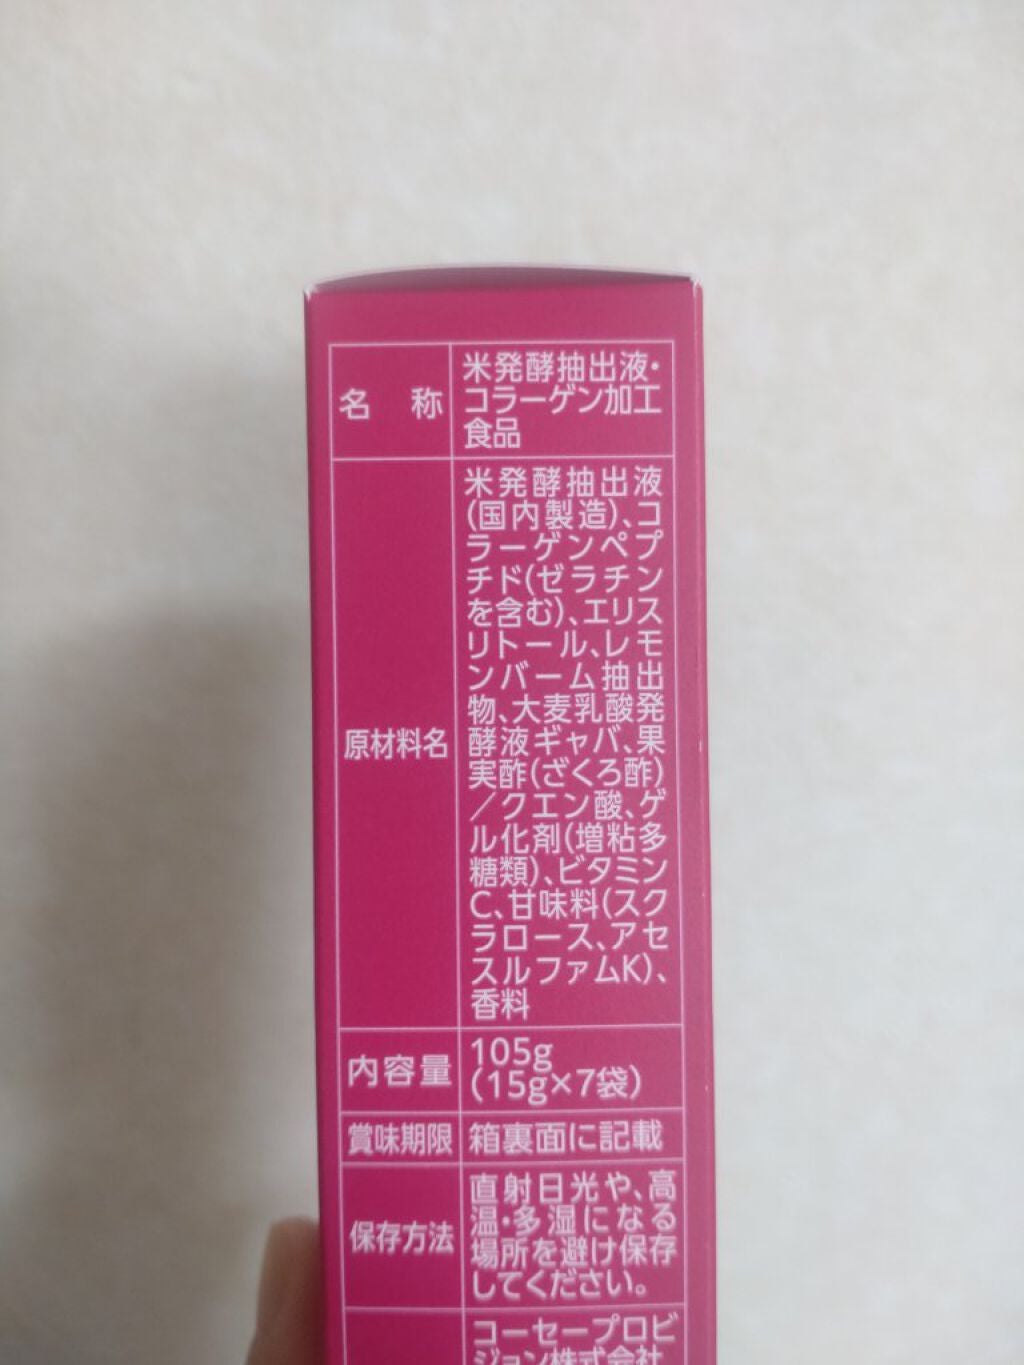 名 称
米発酵抽出液・
コラーゲン加工
食品
原材料名
米発酵抽出液
(国内製造)、コ
ラーゲンペプ
チド(ゼラチン
を含む)、エリス
リトール、レモ
ンバーム抽出
物、大麦乳酸発
酵液ギャバ、果
実酢(ざくろ酢)
／クエン酸、ゲ
ル化剤(増粘多
糖類)、ビタミン
C、甘味料(スク
ラロース、アセ
スルファムK)、
香料
内容量
105g
(15g×7袋)
賞味期限
箱裏面に記載
保存方法
直射日光や、高
温・多湿になる
場所を避け保存
してください。
コーセープロビ
ジョン株式会社